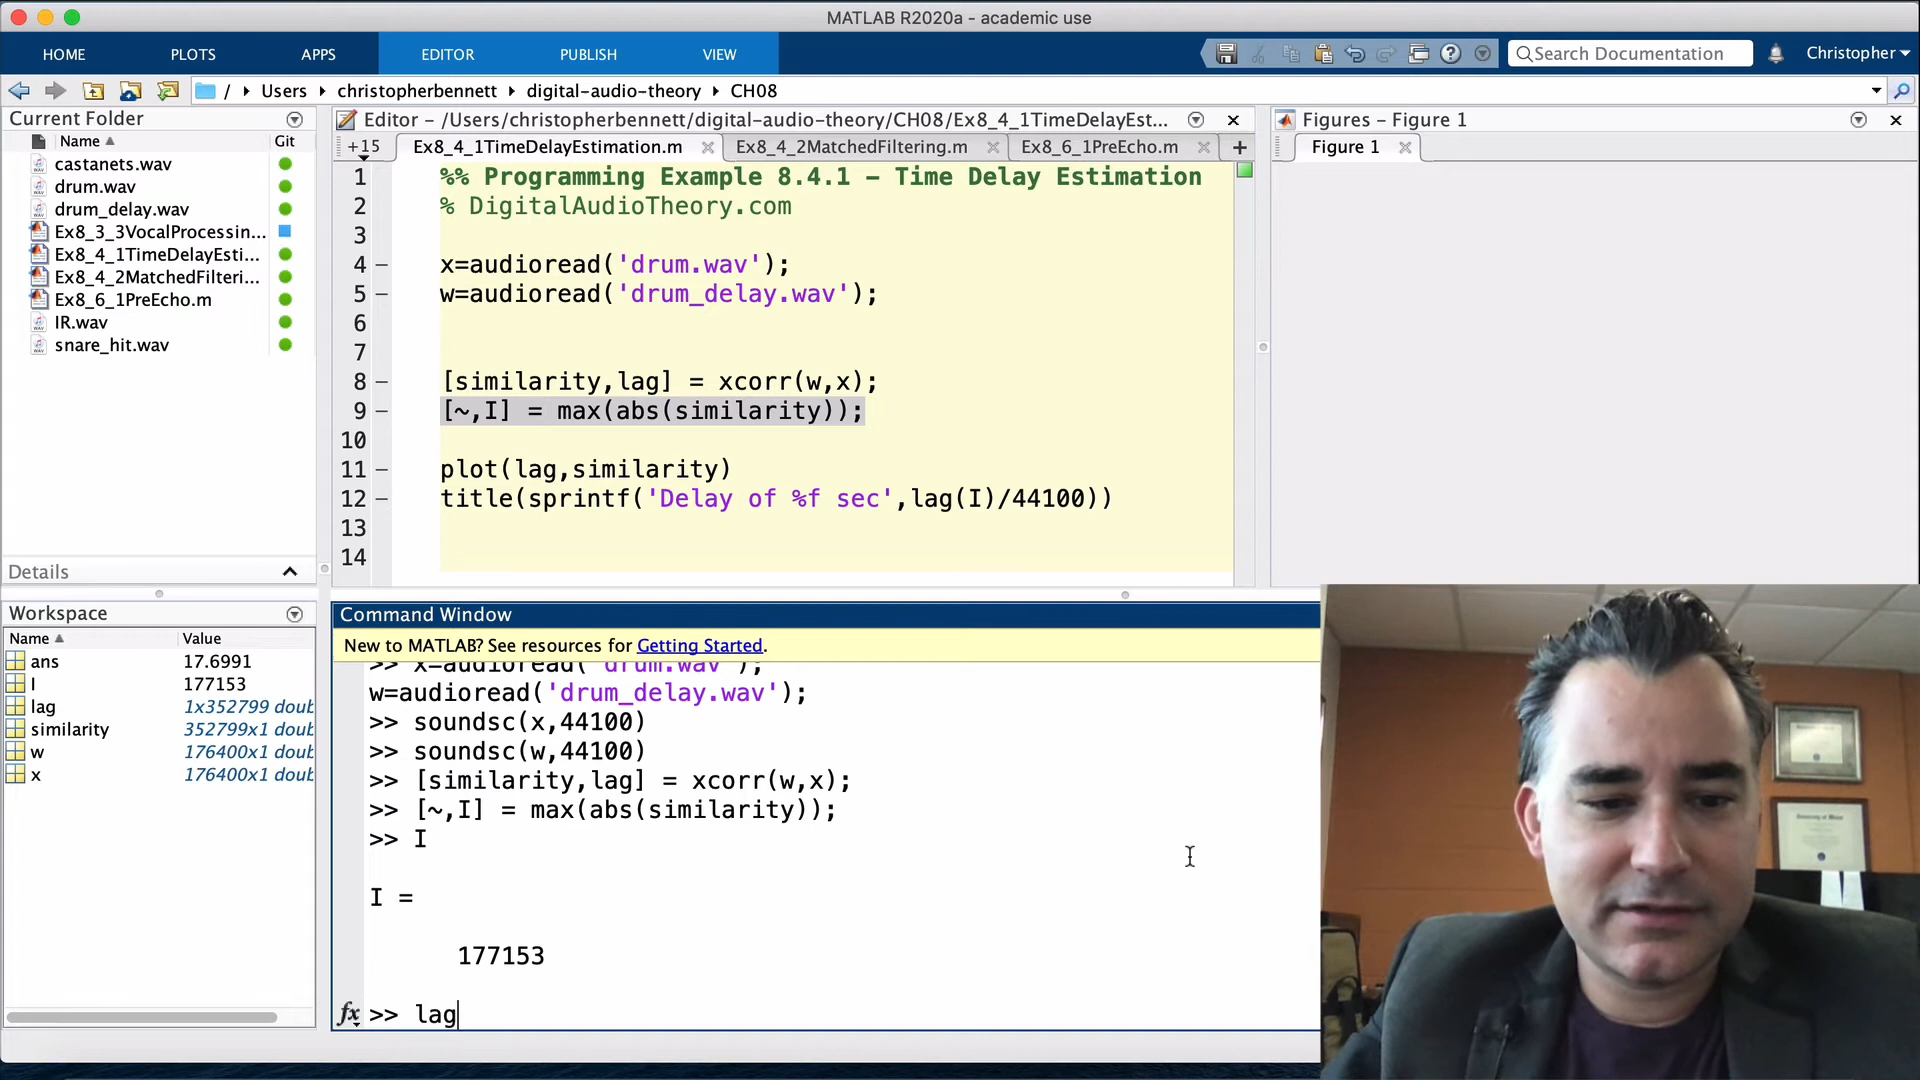 MATLAB R2020a - academic use
HOME PLOTS APPS EDITOR PUBLISH VIEW Search Documentation Christopher
/ Users christopherbennett digital-audio-theory CH08
Current Folder
Name Git
castanets.wav
drum.wav
drum_delay.wav
Ex8_3_3VocalProcessin...
Ex8_4_1TimeDelayEsti...
Ex8_4_2MatchedFilteri...
Ex8_6_1PreEcho.m
IR.wav
snare_hit.wav
Details
Workspace
Name Value
ans 17.6991
I 177153
lag 1x352799 doub
similarity 352799x1 doub
w 176400x1 doub
x 176400x1 doub
Editor - /Users/christopherbennett/digital-audio-theory/CH08/Ex8_4_1TimeDelayEst...
+15 Ex8_4_1TimeDelayEstimation.m Ex8_4_2MatchedFiltering.m Ex8_6_1PreEcho.m +
1 %% Programming Example 8.4.1 - Time Delay Estimation
2 % DigitalAudioTheory.com
3
4 - x=audioread('drum.wav');
5 - w=audioread('drum_delay.wav');
6
7
8 - [similarity,lag] = xcorr(w,x);
9 - [~,I] = max(abs(similarity));
10
11 - plot(lag,similarity)
12 - title(sprintf('Delay of %f sec',lag(I)/44100))
13
14
Figures - Figure 1
Figure 1
Command Window
New to MATLAB? See resources for Getting Started.
>> x=audioread('drum.wav');
w=audioread('drum_delay.wav');
>> soundsc(x,44100)
>> soundsc(w,44100)
>> [similarity,lag] = xcorr(w,x);
>> [~,I] = max(abs(similarity));
>> I
I =
177153
fx >> lag